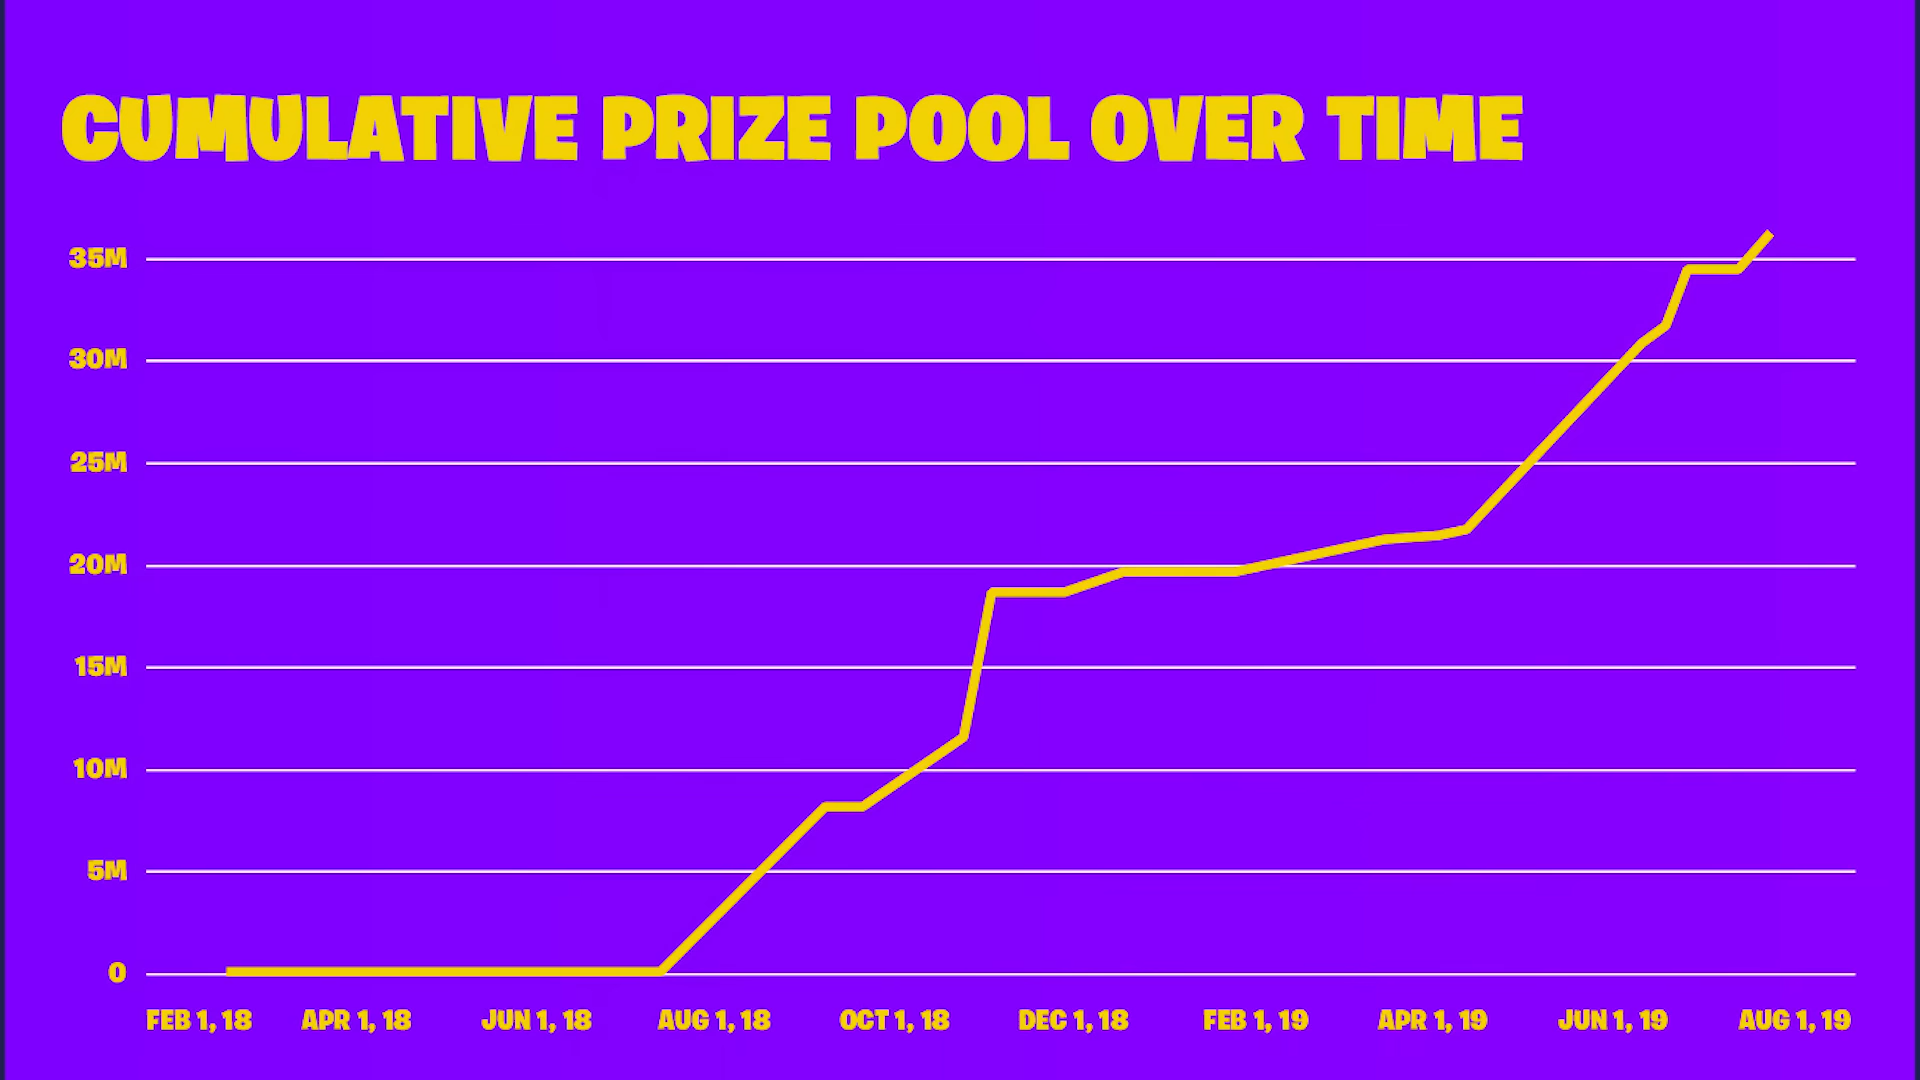 CUMULATIVE PRIZE POOL OVER TIME
35M
30M
25M
20M
15M
10M
5M
0
FEB 1, 18 APR 1, 18 JUN 1, 18 AUG 1, 18 OCT 1, 18 DEC 1, 18 FEB 1, 19 APR 1, 19 JUN 1, 19 AUG 1, 19